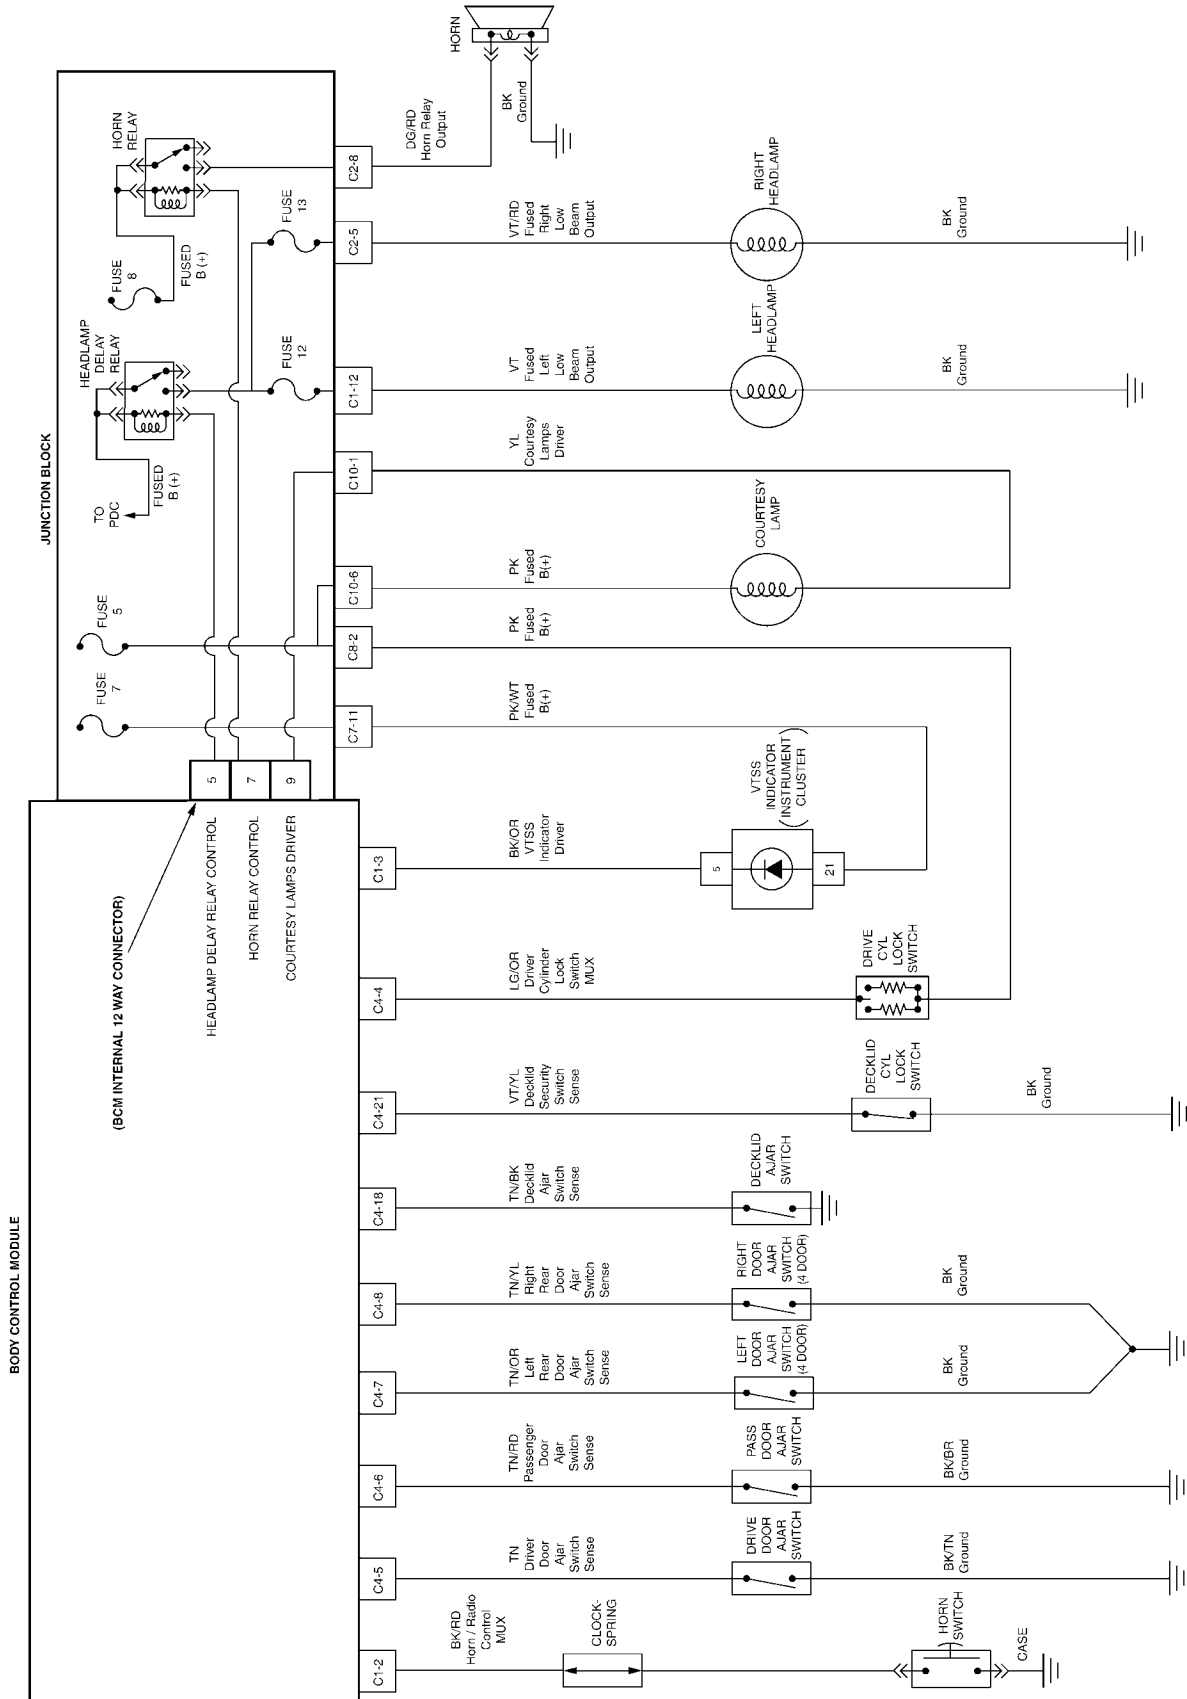 BODY CONTROL MODULE
JUNCTION BLOCK
(BCM INTERNAL 12 WAY CONNECTOR)
HEADLAMP DELAY RELAY CONTROL
HORN RELAY CONTROL
COURTESY LAMPS DRIVER
5
7
9
FUSE
7
FUSE
5
TO
PDC
FUSED
B (+)
HEADLAMP
DELAY
RELAY
FUSE
8
FUSED
B (+)
HORN
RELAY
FUSE
12
FUSE
13
C1-2
C4-5
C4-6
C4-7
C4-8
C4-18
C4-21
C4-4
C1-3
C7-11
C8-2
C10-6
C10-1
C1-12
C2-5
C2-8
BK/RD
Horn / Radio
Control
MUX
TN
Driver
Door
Ajar
Switch
Sense
TN/RD
Passenger
Door
Ajar
Switch
Sense
TN/OR
Left
Rear
Door
Ajar
Switch
Sense
TN/YL
Right
Rear
Door
Ajar
Switch
Sense
TN/BK
Decklid
Ajar
Switch
Sense
VT/YL
Decklid
Security
Switch
Sense
LG/OR
Driver
Cylinder
Lock
Switch
MUX
BK/OR
VTSS
Indicator
Driver
PK/WT
Fused
B(+)
PK
Fused
B(+)
PK
Fused
B(+)
YL
Courtesy
Lamps
Driver
VT
Fused
Left
Low
Beam
Output
VT/RD
Fused
Right
Low
Beam
Output
DG/RD
Horn Relay
Output
BK
Ground
HORN
CLOCK-
SPRING
DRIVE
DOOR
AJAR
SWITCH
PASS
DOOR
AJAR
SWITCH
LEFT
DOOR
AJAR
SWITCH
(4 DOOR)
RIGHT
DOOR
AJAR
SWITCH
(4 DOOR)
DECKLID
AJAR
SWITCH
DECKLID
CYL
LOCK
SWITCH
DRIVE
CYL
LOCK
SWITCH
5
21
VTSS
INDICATOR
(INSTRUMENT)
CLUSTER
COURTESY
LAMP
LEFT
HEADLAMP
RIGHT
HEADLAMP
HORN
SWITCH
CASE
BK/TN
Ground
BK/BR
Ground
BK
Ground
BK
Ground
BK
Ground
BK
Ground
BK
Ground